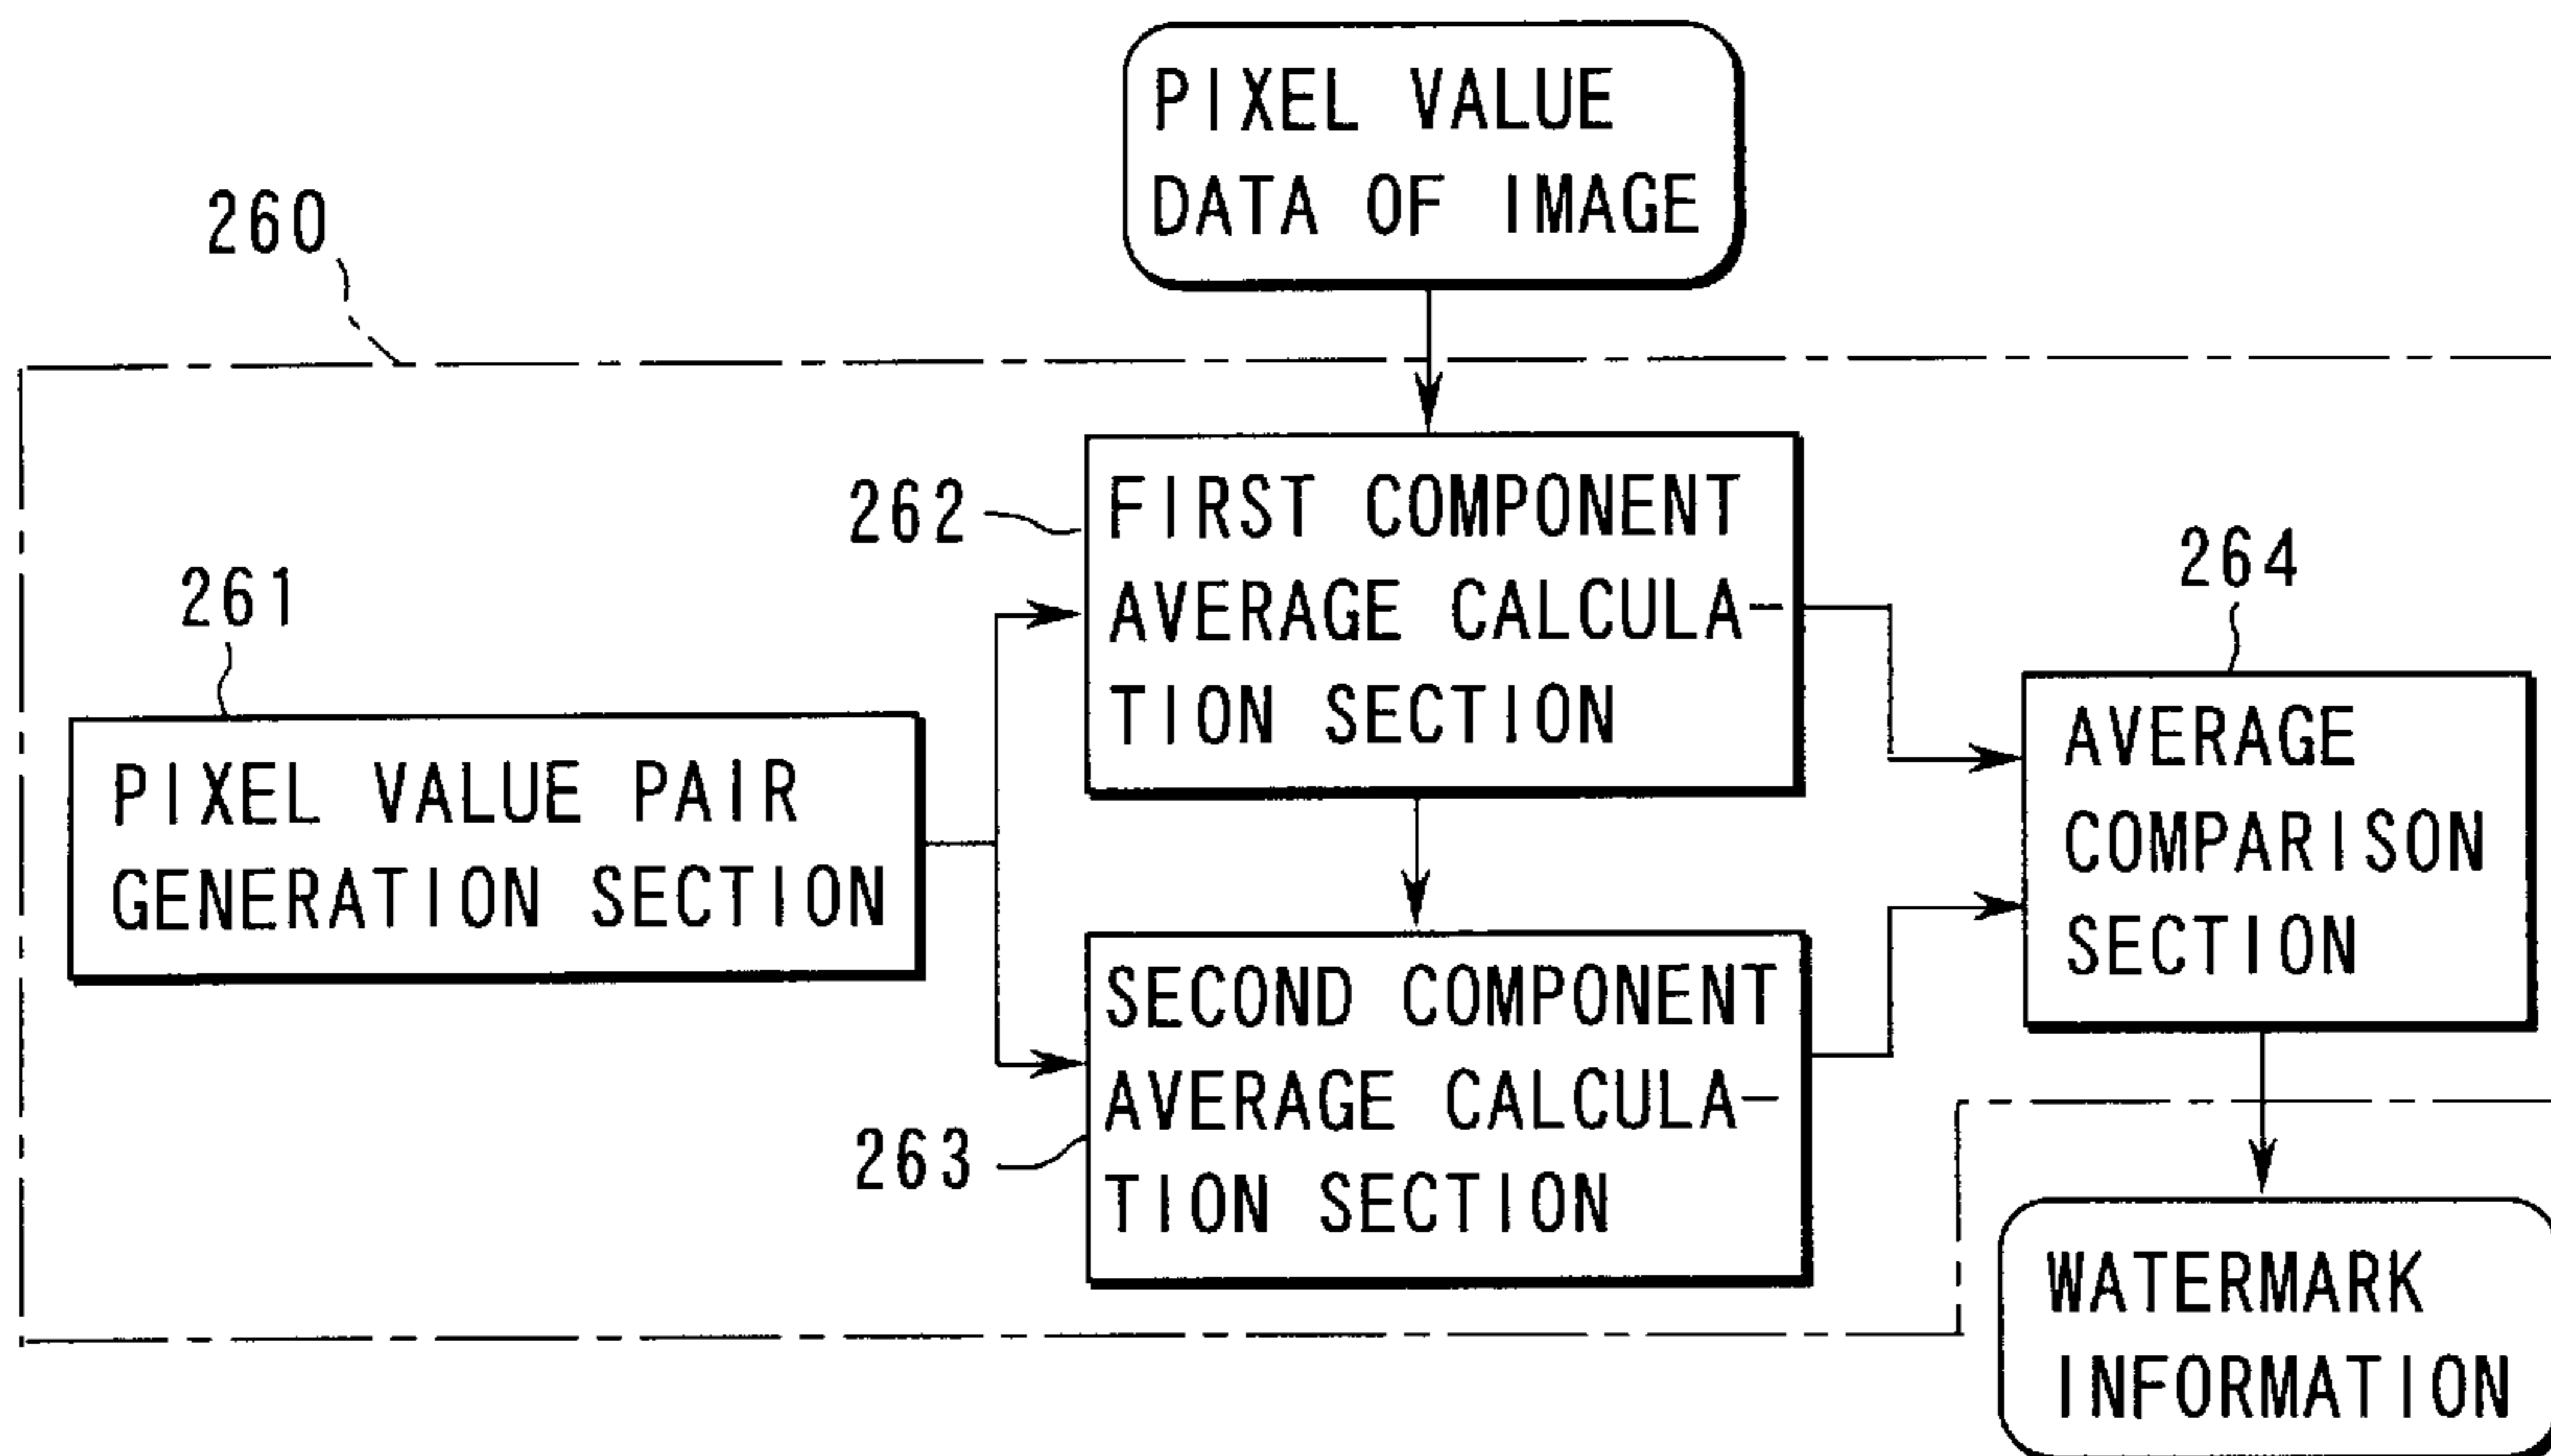 PIXEL VALUE
DATA OF IMAGE
260
262
FIRST COMPONENT
AVERAGE CALCULA-
TION SECTION
261
PIXEL VALUE PAIR
GENERATION SECTION
264
AVERAGE
COMPARISON
SECTION
263
SECOND COMPONENT
AVERAGE CALCULA-
TION SECTION
WATERMARK
INFORMATION